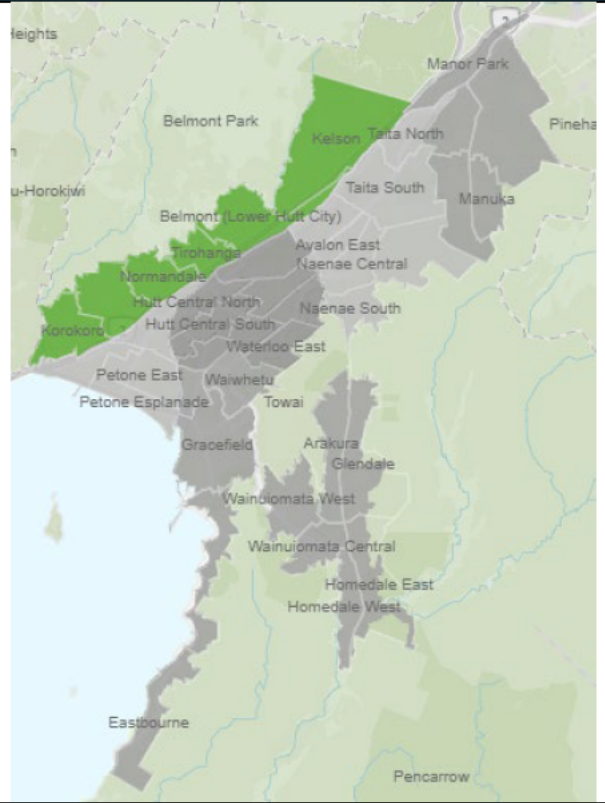 Heights
Manor Park
Belmont Park
Kelson
Taita North
Pineha
u-Horokiwi
Taita South
Manuka
Belmont (Lower Hutt City)
Tirohanga
Avalon East
Naenae Central
Normandale
Hutt Central North
Naenae South
Korokoro
Hutt Central South
Waterloo East
Petone East
Waiwhetu
Petone Esplanade
Towai
Gracefield
Arakura
Glendale
Wainuiomata West
Wainuiomata Central
Homedale East
Homedale West
Eastbourne
Pencarrow